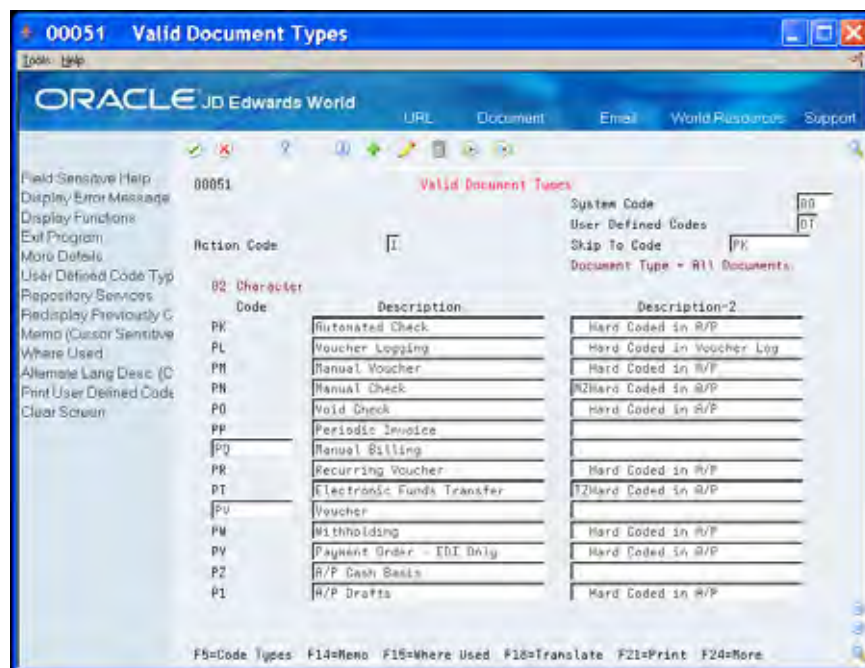 00051 Valid Document Types
Tools Help
ORACLE JD Edwards World
URL Document Email World Resources Support
Field Sensitive Help
Display Error Message
Display Functions
Exit Program
More Details
User Defined Code Typ
Repository Services
Redisplay Previously C
Memo (Cursor Sensitive
Where Used
Alternate Lang Desc (C
Print User Defined Code
Clear Screen
00051 Valid Document Types
System Code 00
User Defined Codes DT
Action Code I Skip To Code PK
Document Type - All Documents
02 Character
Code Description Description-2
PK Automated Check Hard Coded in A/P
PL Voucher Logging Hard Coded in Voucher Log
PM Manual Voucher Hard Coded in A/P
PN Manual Check Hard Coded in A/P
PO Void Check Hard Coded in A/P
PP Periodic Invoice
PQ Manual Billing
PR Recurring Voucher Hard Coded in A/P
PT Electronic Funds Transfer Hard Coded in A/P
PV Voucher
PW Withholding Hard Coded in A/P
PY Payment Order - EDI Only Hard Coded in A/P
PZ A/P Cash Basis
P1 A/P Drafts Hard Coded in A/P
F5=Code Types F14=Memo F15=Where Used F18=Translate F21=Print F24=More